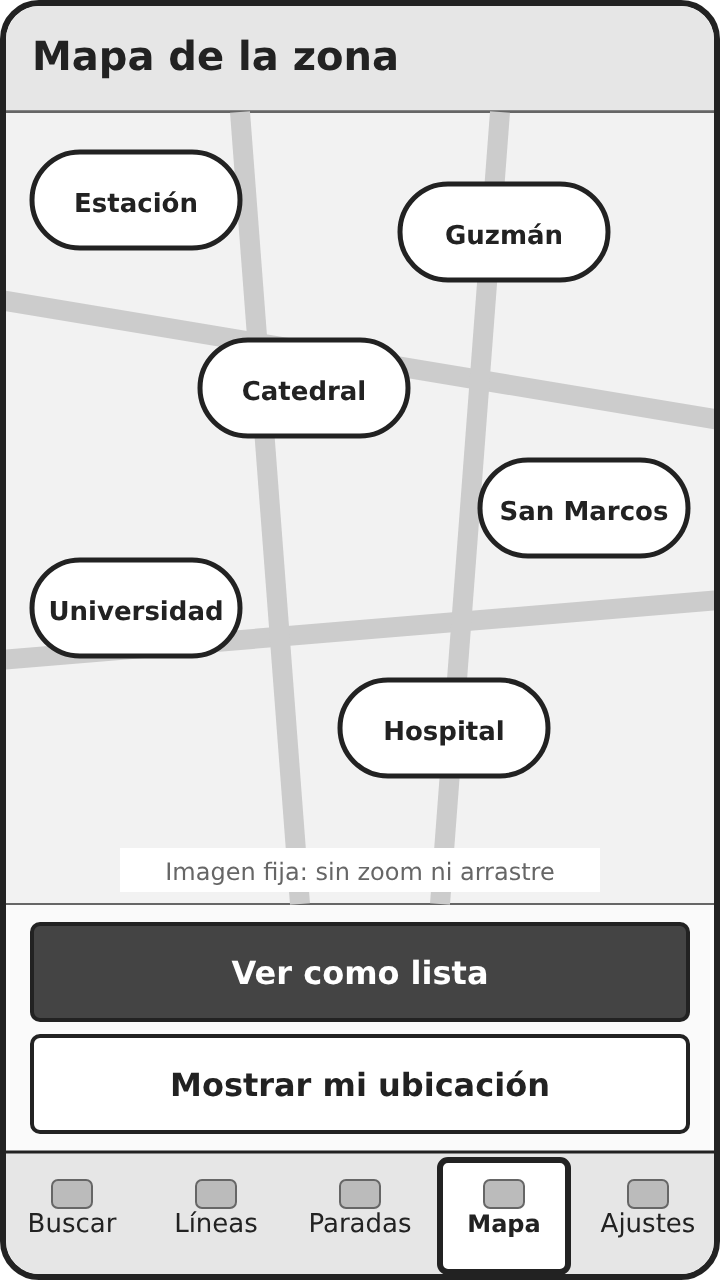 Mapa de la zona
Estación
Guzmán
Catedral
San Marcos
Universidad
Hospital
Imagen fija: sin zoom ni arrastre
Ver como lista
Mostrar mi ubicación
Buscar
Líneas
Paradas
Mapa
Ajustes